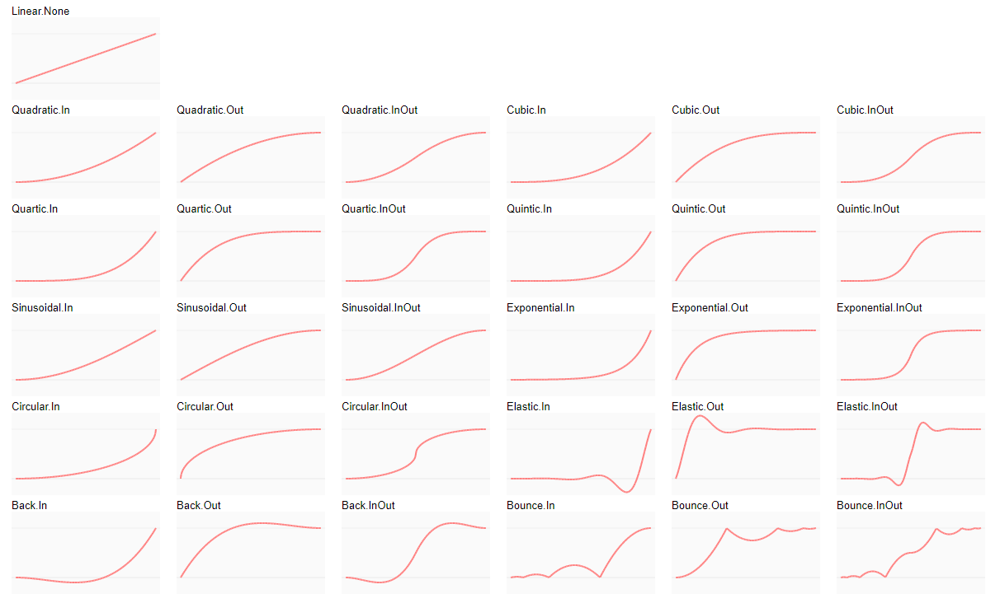 Linear.None
Quadratic.In
Quadratic.Out
Quadratic.InOut
Cubic.In
Cubic.Out
Cubic.InOut
Quartic.In
Quartic.Out
Quartic.InOut
Quintic.In
Quintic.Out
Quintic.InOut
Sinusoidal.In
Sinusoidal.Out
Sinusoidal.InOut
Exponential.In
Exponential.Out
Exponential.InOut
Circular.In
Circular.Out
Circular.InOut
Elastic.In
Elastic.Out
Elastic.InOut
Back.In
Back.Out
Back.InOut
Bounce.In
Bounce.Out
Bounce.InOut